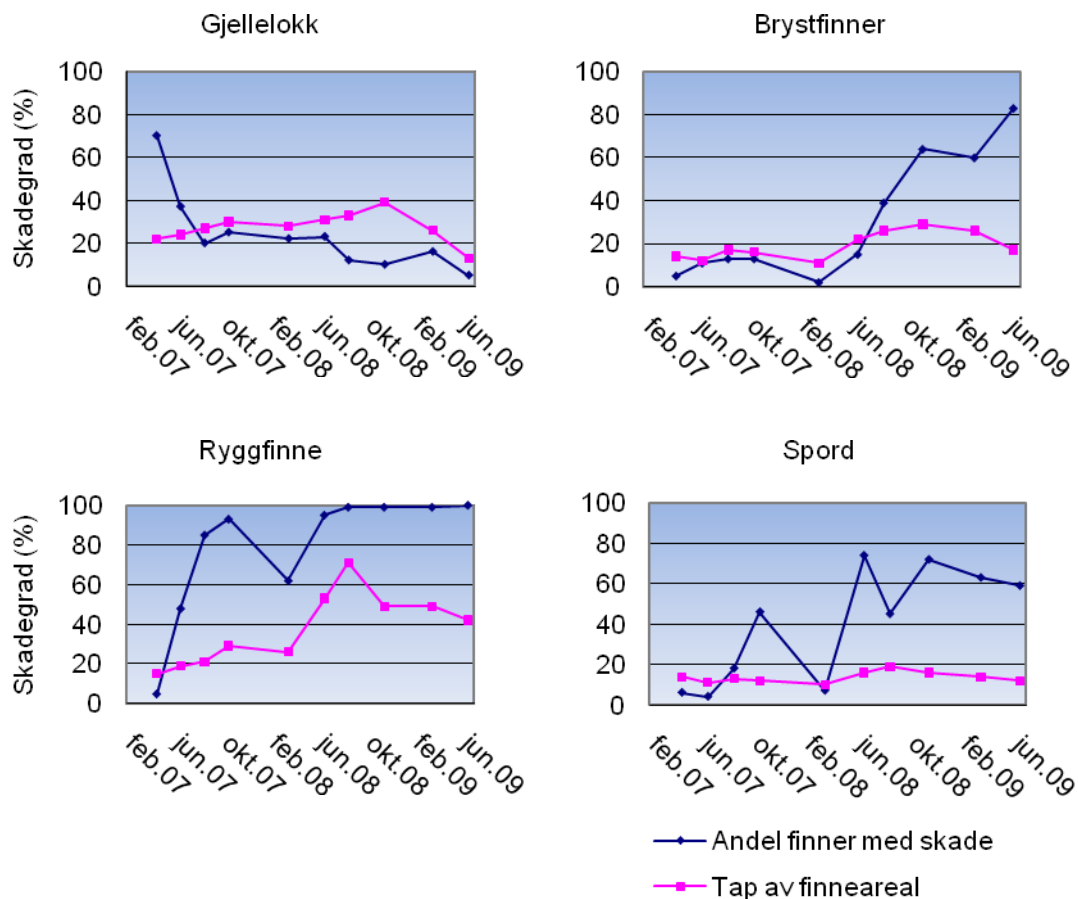 Gjellelokk
Skadegrad (%)
100
80
60
40
20
0
feb.07
jun.07
okt.07
feb.08
jun.08
okt.08
feb.09
jun.09
Brystfinner
100
80
60
40
20
0
feb.07
jun.07
okt.07
feb.08
jun.08
okt.08
feb.09
jun.09
Ryggfinne
Skadegrad (%)
100
80
60
40
20
0
feb.07
jun.07
okt.07
feb.08
jun.08
okt.08
feb.09
jun.09
Spord
100
80
60
40
20
0
feb.07
jun.07
okt.07
feb.08
jun.08
okt.08
feb.09
jun.09
Andel finner med skade
Tap av finneareal